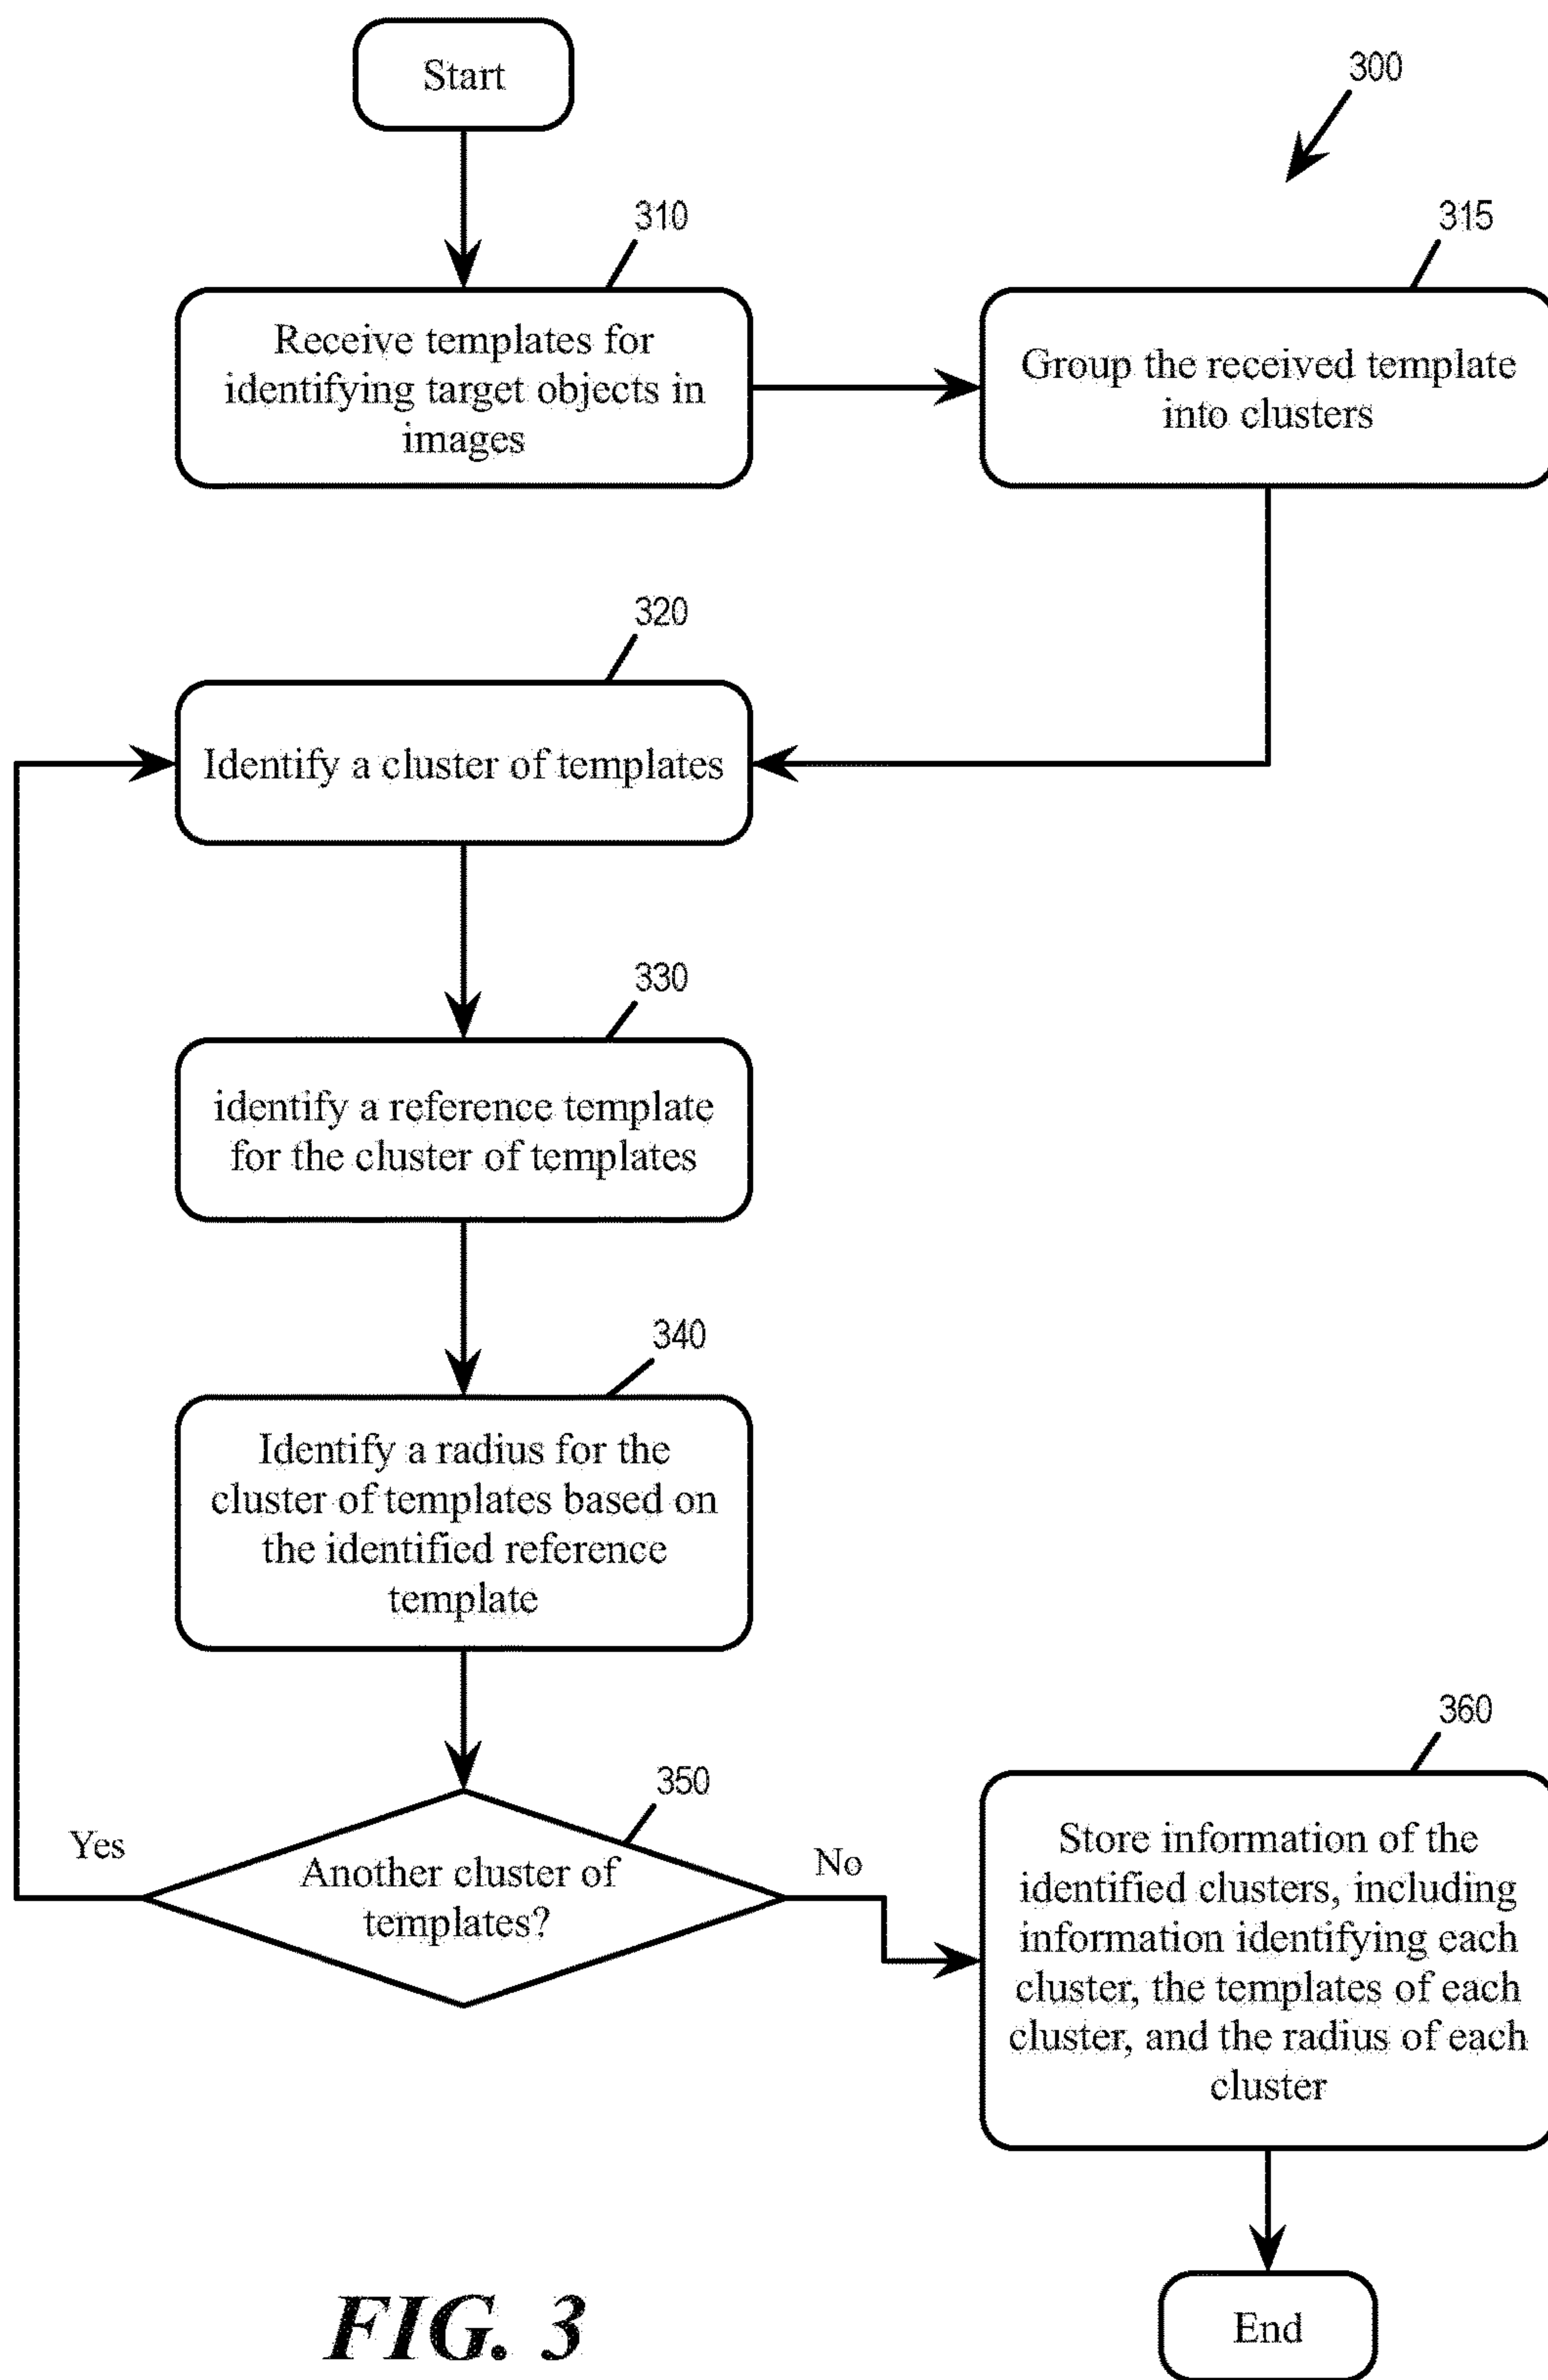 Start
300
310
Receive templates for
identifying target objects in
images
315
Group the received template
into clusters
320
Identify a cluster of templates
330
identify a reference template
for the cluster of templates
340
Identify a radius for the
cluster of templates based on
the identified reference
template
350
Another cluster of
templates?
Yes
No
360
Store information of the
identified clusters, including
information identifying each
cluster, the templates of each
cluster, and the radius of each
cluster
End
FIG. 3